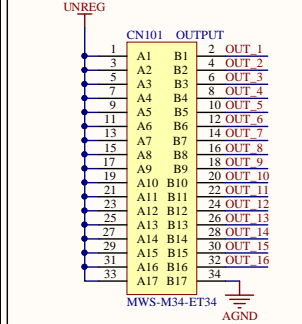 UNREG
CN101 OUTPUT
1 A1 B1 2 OUT_1
3 A2 B2 4 OUT_2
5 A3 B3 6 OUT_3
7 A4 B4 8 OUT_4
9 A5 B5 10 OUT_5
11 A6 B6 12 OUT_6
13 A7 B7 14 OUT_7
15 A8 B8 16 OUT_8
17 A9 B9 18 OUT_9
19 A10 B10 20 OUT_10
21 A11 B11 22 OUT_11
23 A12 B12 24 OUT_12
25 A13 B13 26 OUT_13
27 A14 B14 28 OUT_14
29 A15 B15 30 OUT_15
31 A16 B16 32 OUT_16
33 A17 B17 34
MWS-M34-ET34
AGND